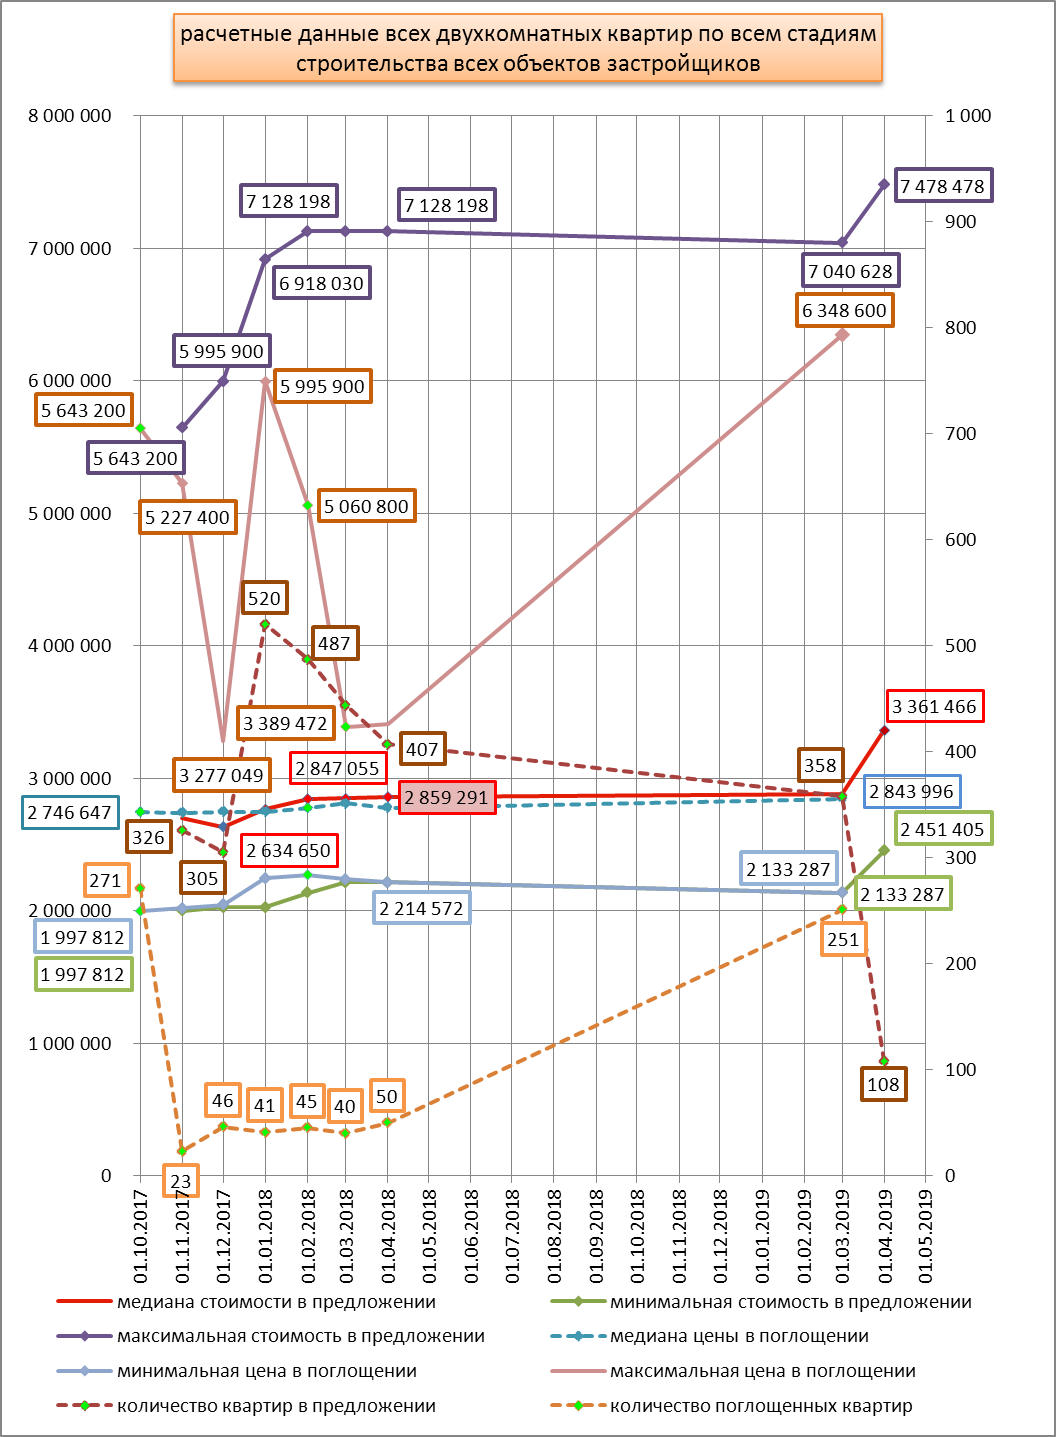 расчетные данные всех двухкомнатных квартир по всем стадиям
строительства всех объектов застройщиков
8 000 000
1 000
7 478 478
7 128 198
7 128 198
900
7 000 000
7 040 628
6 918 030
6 348 600
800
5 995 900
6 000 000
5 995 900
5 643 200
700
5 643 200
5 060 800
5 000 000
5 227 400
600
520
4 000 000
487
500
3 361 466
3 389 472
407
400
358
2 847 055
3 277 049
3 000 000
2 843 996
2 859 291
2 746 647
2 451 405
326
2 634 650
300
2 133 287
305
271
2 133 287
2 000 000
2 214 572
1 997 812
251
200
1 997 812
1 000 000
100
108
46
41
45
40
50
23
0
0
01.10.2017
01.11.2017
01.12.2017
01.01.2018
01.02.2018
01.03.2018
01.04.2018
01.05.2018
01.06.2018
01.07.2018
01.08.2018
01.09.2018
01.10.2018
01.11.2018
01.12.2018
01.01.2019
01.02.2019
01.03.2019
01.04.2019
01.05.2019
медиана стоимости в предложении
минимальная стоимость в предложении
максимальная стоимость в предложении
медиана цены в поглощении
минимальная цена в поглощении
максимальная цена в поглощении
количество квартир в предложении
количество поглощенных квартир